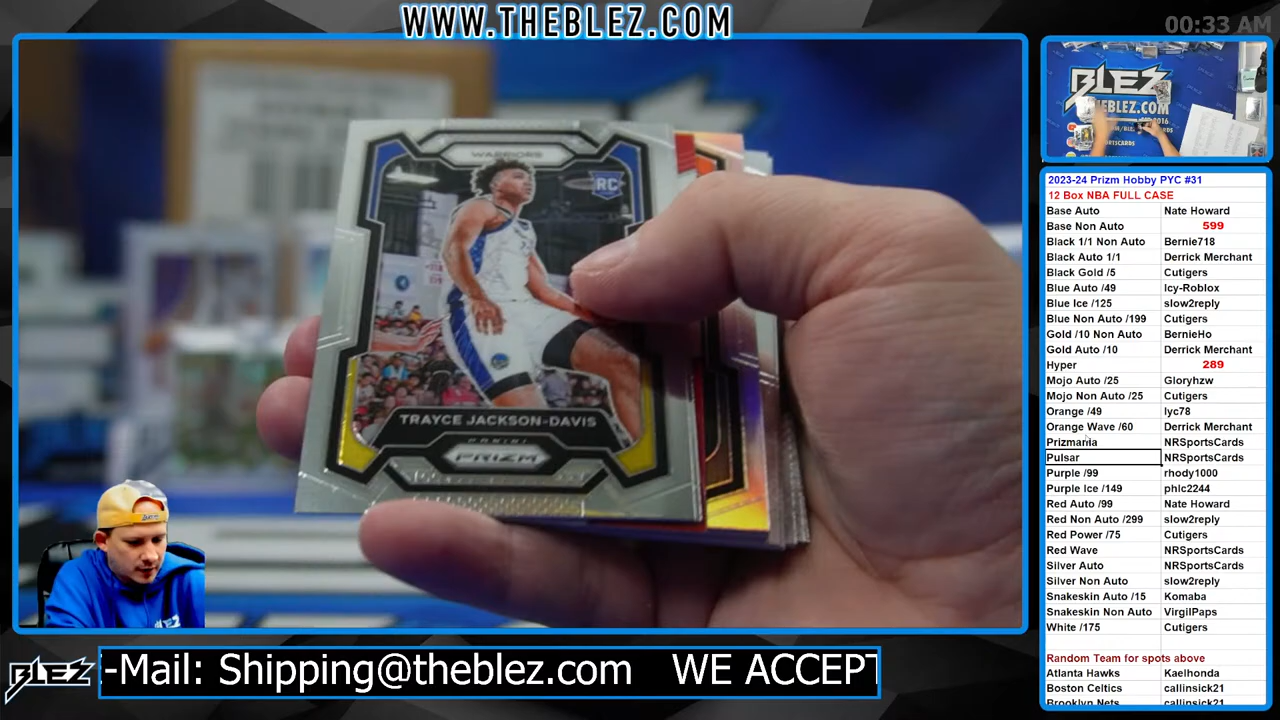 WWW.THEBLEZ.COM
00:33 AM
WARRIORS
RC
TRAYCE JACKSON-DAVIS
PANINI
PRIZM
BLEZ
THEBLEZ.COM
2023-24 Prizm Hobby PYC #31
12 Box NBA FULL CASE
Base Auto Nate Howard
Base Non Auto 599
Black 1/1 Non Auto Bernie718
Black Auto 1/1 Derrick Merchant
Black Gold /5 Cutigers
Blue Auto /49 Icy-Roblox
Blue Ice /125 slow2reply
Blue Non Auto /199 Cutigers
Gold /10 Non Auto BernieHo
Gold Auto /10 Derrick Merchant
Hyper 289
Mojo Auto /25 Gloryhzw
Mojo Non Auto /25 Cutigers
Orange /49 lyc78
Orange Wave /60 Derrick Merchant
Prizmania NRSportsCards
Pulsar NRSportsCards
Purple /99 rhody1000
Purple Ice /149 phlc2244
Red Auto /99 Nate Howard
Red Non Auto /299 slow2reply
Red Power /75 Cutigers
Red Wave NRSportsCards
Silver Auto NRSportsCards
Silver Non Auto slow2reply
Snakeskin Auto /15 Komaba
Snakeskin Non Auto VirgilPaps
White /175 Cutigers
Random Team for spots above
Atlanta Hawks Kaelhonda
Boston Celtics callinsick21
Brooklyn Nets callinsick21
BLEZ
-Mail: Shipping@theblez.com WE ACCEPT